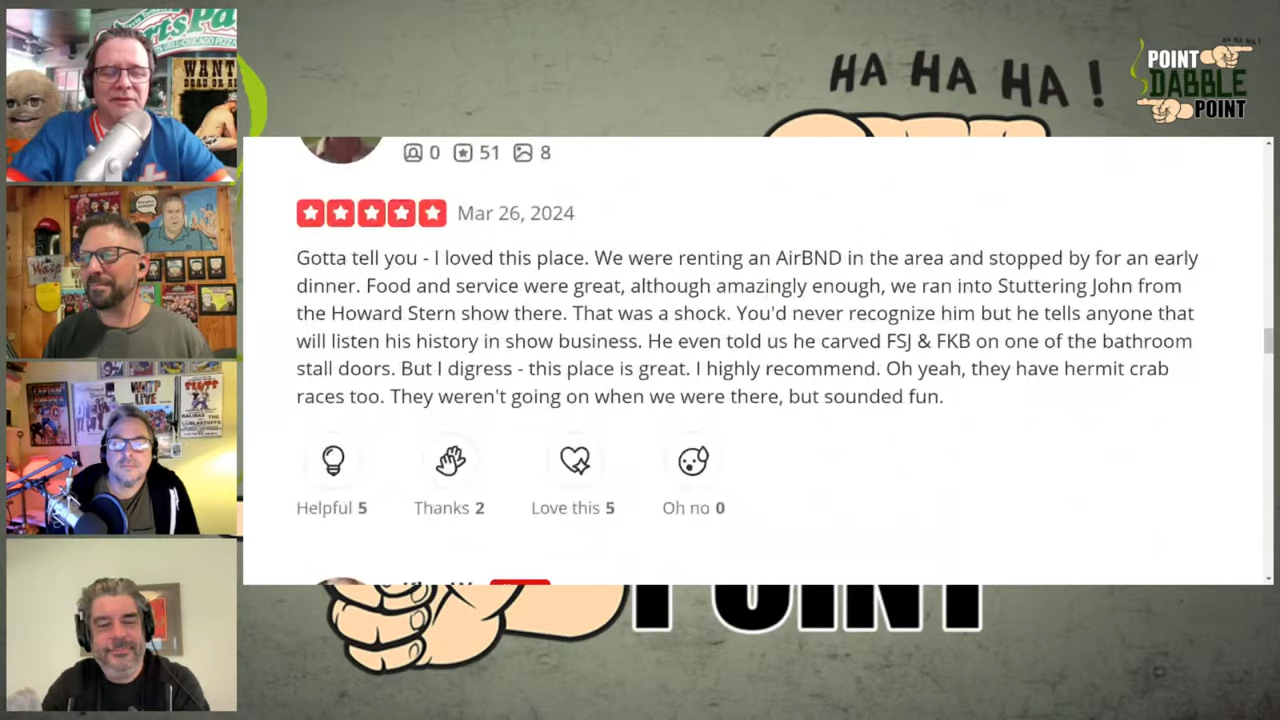 HA HA HA !
HA HA HA !
POINT
DABBLE
POINT
WANTED
0 51 8
Mar 26, 2024
Gotta tell you - I loved this place. We were renting an AirBND in the area and stopped by for an early
dinner. Food and service were great, although amazingly enough, we ran into Stuttering John from
the Howard Stern show there. That was a shock. You'd never recognize him but he tells anyone that
will listen his history in show business. He even told us he carved FSJ & FKB on one of the bathroom
stall doors. But I digress - this place is great. I highly recommend. Oh yeah, they have hermit crab
races too. They weren't going on when we were there, but sounded fun.
Helpful 5 Thanks 2 Love this 5 Oh no 0
POINT